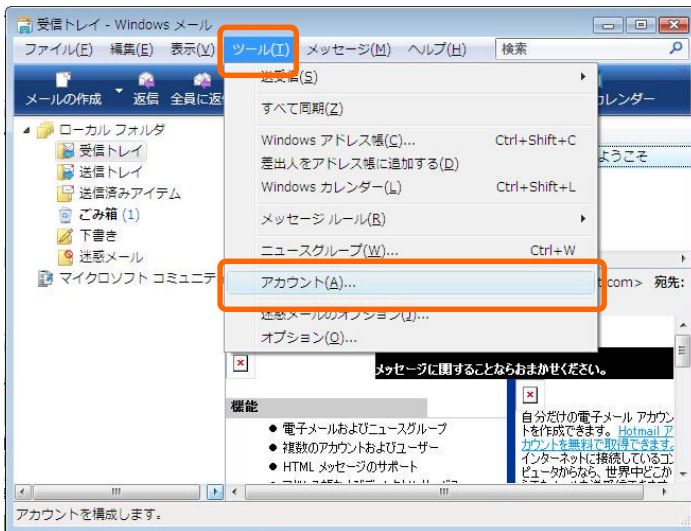 受信トレイ - Windows メール
ファイル(F) 編集(E) 表示(V) ツール(T) メッセージ(M) ヘルプ(H) 検索
メールの作成 返信 全員に返 カレンダー
送受信(S)
すべて同期(Z)
Windows アドレス帳(C)... Ctrl+Shift+C
差出人をアドレス帳に追加する(D)
Windows カレンダー(L) Ctrl+Shift+L
メッセージ ルール(R)
ニュースグループ(W)... Ctrl+W
アカウント(A)...
迷惑メールのオプション(J)...
オプション(O)...
ローカル フォルダ
受信トレイ
送信トレイ
送信済みアイテム
ごみ箱 (1)
下書き
迷惑メール
マイクロソフト コミュニテ
ようこそ
t.com> 宛先:
メッセージに関することならおまかせください。
機能
● 電子メールおよびニュースグループ
● 複数のアカウントおよびユーザー
● HTML メッセージのサポート
自分だけの電子メール アカウン
トを作成できます。 Hotmail ア
カウントを無料で取得できます。
インターネットに接続しているコン
ピュータからなら、世界中どこか
アカウントを構成します。